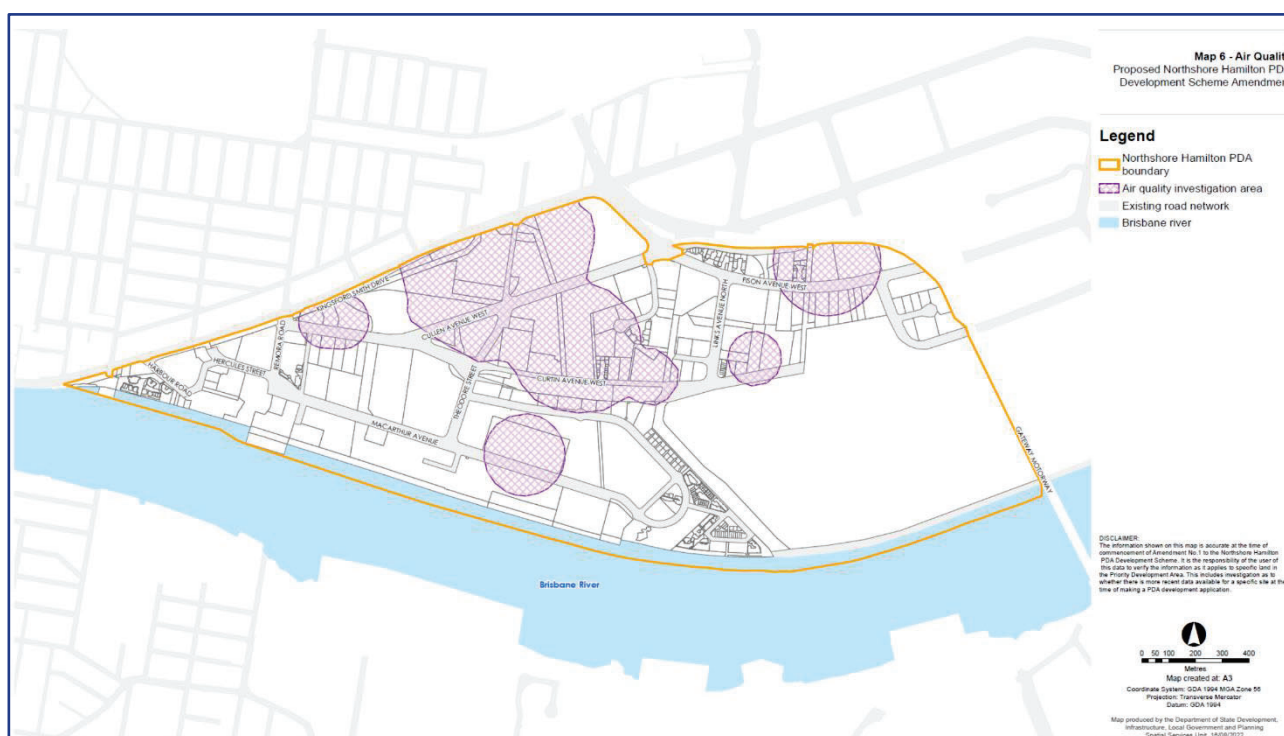 Map 6 - Air Qualit
Proposed Northshore Hamilton PD
Development Scheme Amendmen
Legend
Northshore Hamilton PDA
boundary
Air quality investigation area
Existing road network
Brisbane river
KINGSFORD SMITH DRIVE
CULLEN AVENUE WEST
REMORA ROAD
HERCULES STREET
HARBOUR ROAD
THEODORE STREET
MACARTHUR AVENUE
CURTIN AVENUE WEST
LINKS AVENUE NORTH
FISON AVENUE WEST
GATEWAY MOTORWAY
Brisbane River
DISCLAIMER:
The information shown on this map is accurate at the time of
commencement of Amendment No.1 to the Northshore Hamilton
PDA Development Scheme. It is the responsibility of the user of
this data to verify the information as it applies to specific land in
the Priority Development Area. This includes investigation as to
whether there is more recent data available for a specific site at the
time of making a PDA development application.
0 50 100 200 300 400
Metres
Map created at: A3
Coordinate System: GDA 1994 MGA Zone 56
Projection: Transverse Mercator
Datum: GDA 1994
Map produced by the Department of State Development,
Infrastructure, Local Government and Planning
Spatial Services Unit, 16/08/2022